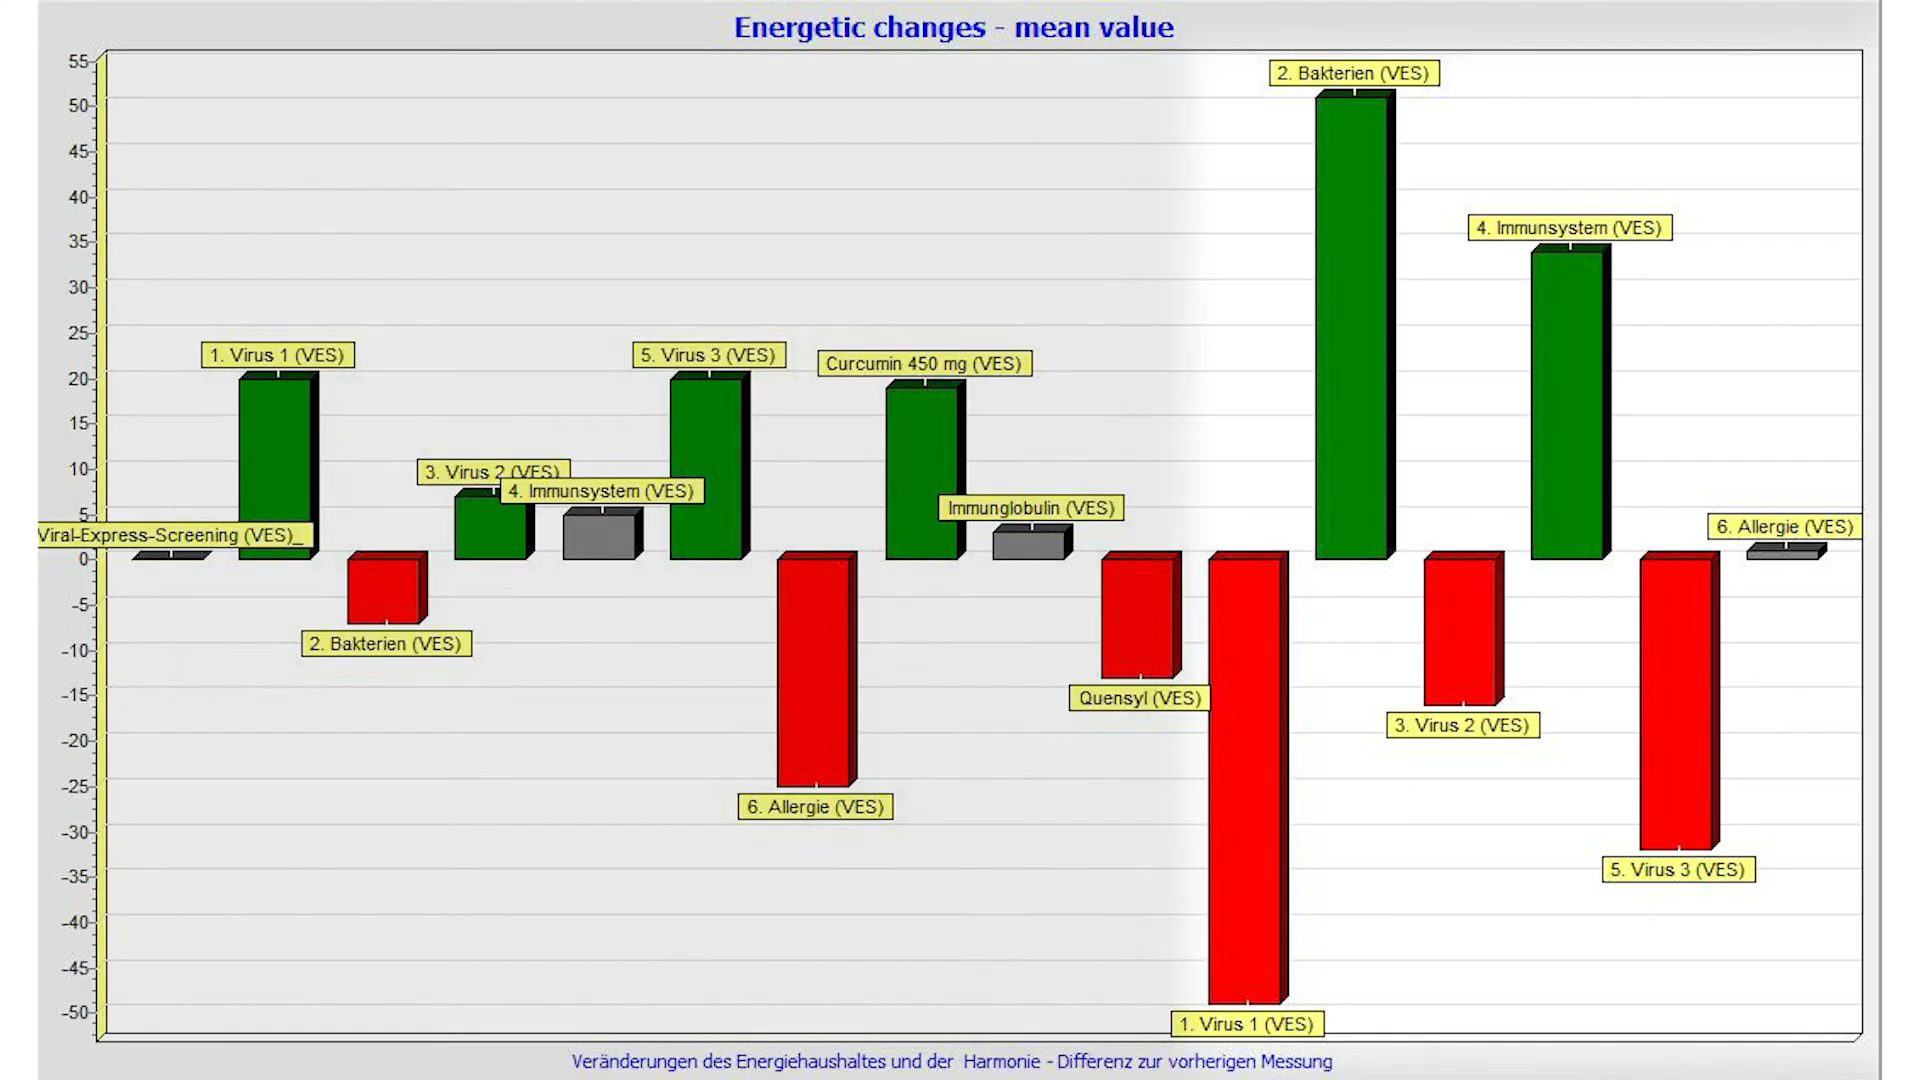 Energetic changes - mean value
55
50
45
40
35
30
25
20
15
10
5
0
-5
-10
-15
-20
-25
-30
-35
-40
-45
-50
Viral-Express-Screening (VES)_
1. Virus 1 (VES)
2. Bakterien (VES)
3. Virus 2 (VES)
4. Immunsystem (VES)
5. Virus 3 (VES)
6. Allergie (VES)
Curcumin 450 mg (VES)
Immunglobulin (VES)
Quensyl (VES)
1. Virus 1 (VES)
2. Bakterien (VES)
3. Virus 2 (VES)
4. Immunsystem (VES)
5. Virus 3 (VES)
6. Allergie (VES)
Veränderungen des Energiehaushaltes und der Harmonie - Differenz zur vorherigen Messung